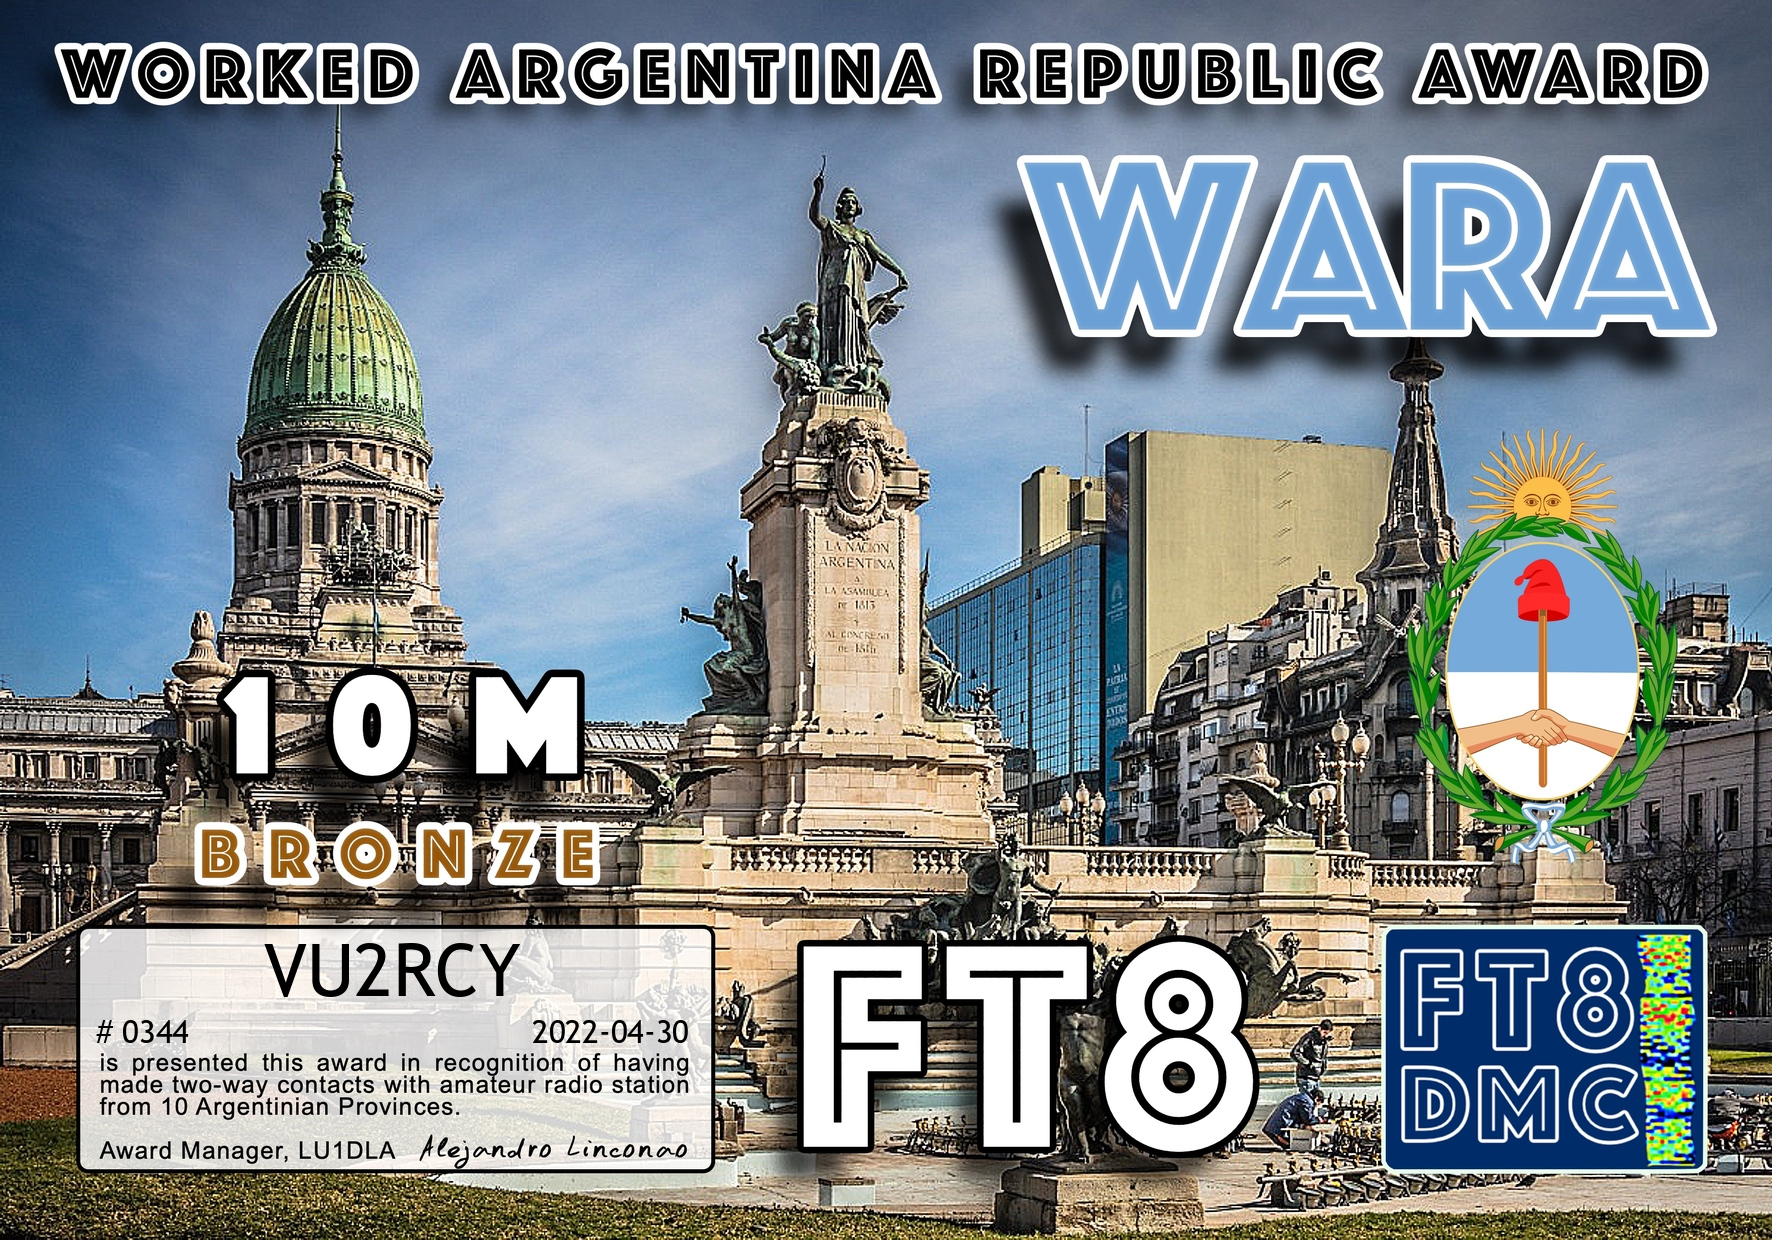 WORKED ARGENTINA REPUBLIC AWARD
WARA
LA NACION
ARGENTINA
A
LA ASAMBLEA
DE 1813
Y
AL CONGRESO
DE 1816
10 M
BRONZE
VU2RCY
# 0344 2022-04-30
is presented this award in recognition of having
made two-way contacts with amateur radio station
from 10 Argentinian Provinces.
Award Manager, LU1DLA Alejandro Linconao
FT8
FT8
DMC